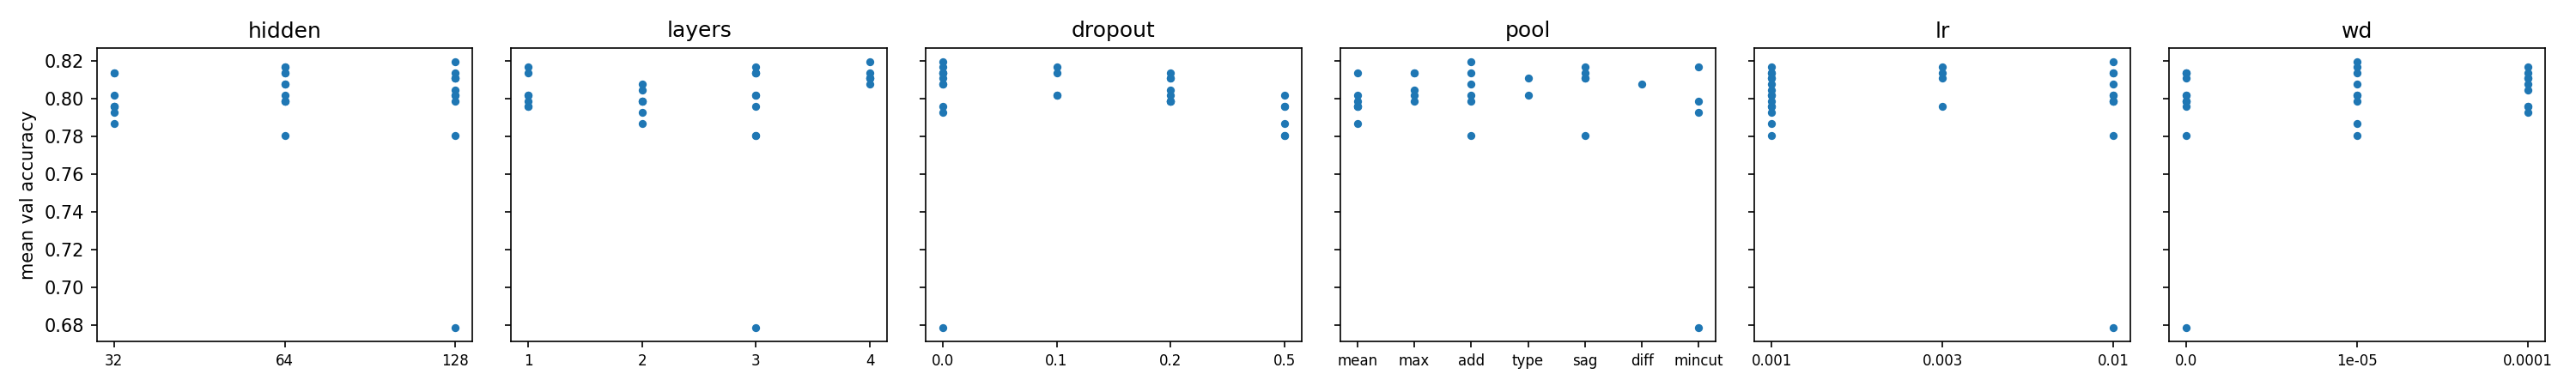 hidden
layers
dropout
pool
lr
wd
mean val accuracy
0.82
0.80
0.78
0.76
0.74
0.72
0.70
0.68
32 64 128
1 2 3 4
0.0 0.1 0.2 0.5
mean max add type sag diff mincut
0.001 0.003 0.01
0.0 1e-05 0.0001